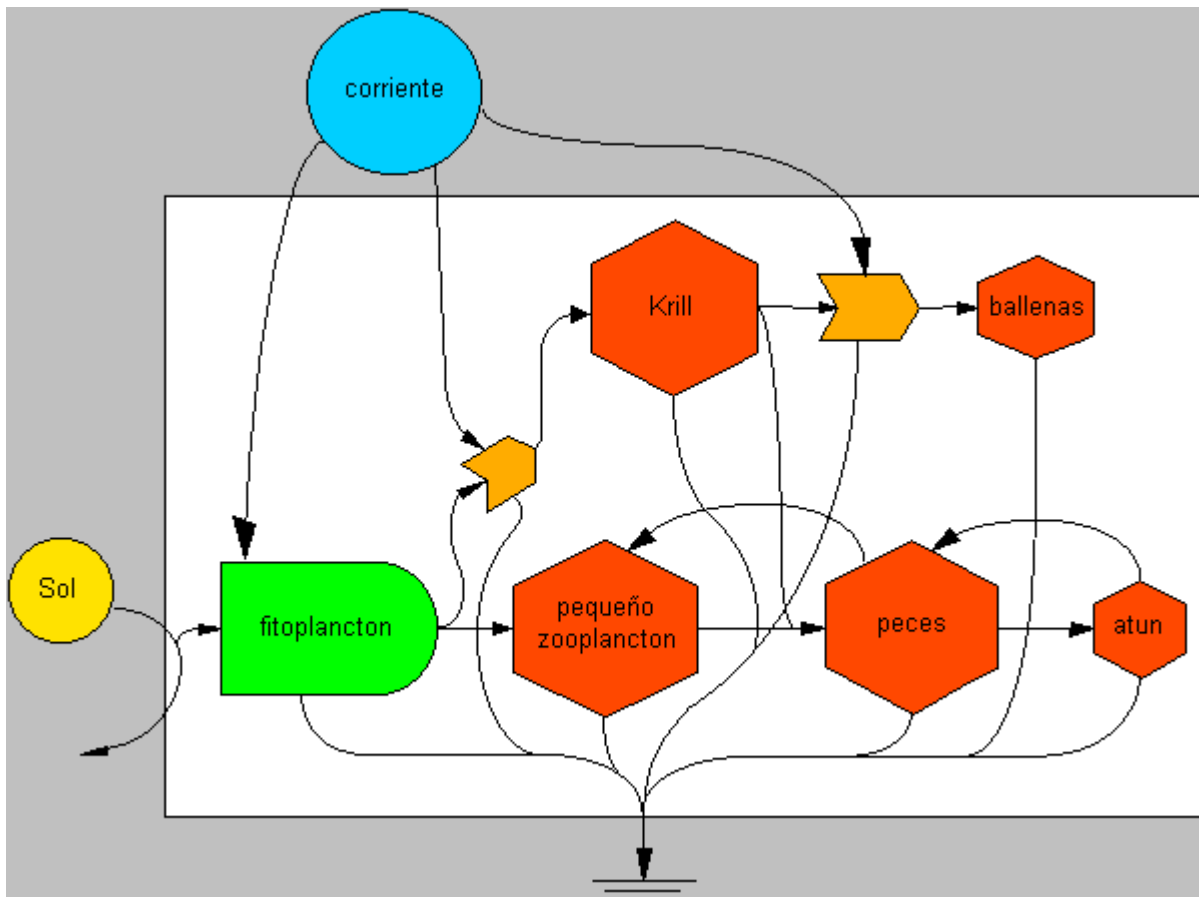 corriente
Krill
ballenas
Sol
fitoplancton
pequeño
zooplancton
peces
atun